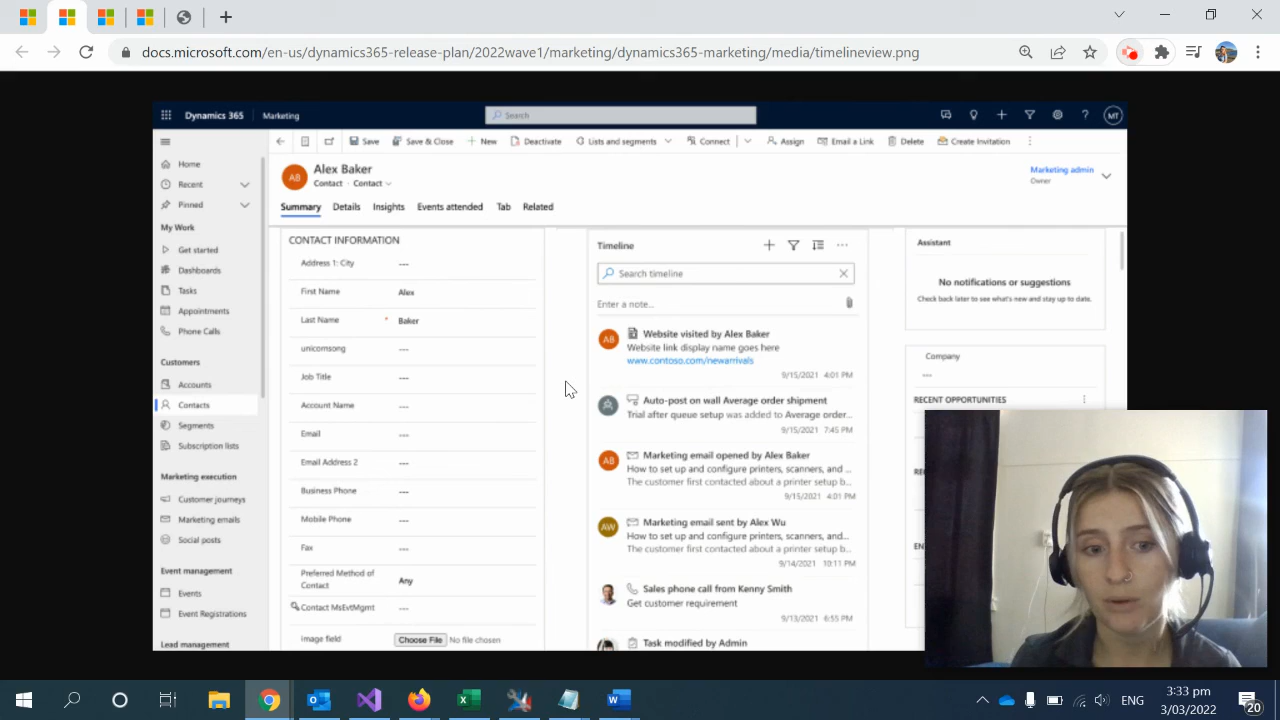 docs.microsoft.com/en-us/dynamics365-release-plan/2022wave1/marketing/dynamics365-marketing/media/timelineview.png
Dynamics 365 Marketing Search MT
Save Save & Close New Deactivate Lists and segments Connect Assign Email a Link Delete Create Invitation
AB
Alex Baker
Contact · Contact
Marketing admin
Owner
Summary Details Insights Events attended Tab Related
Home
Recent
Pinned
My Work
Get started
Dashboards
Tasks
Appointments
Phone Calls
Customers
Accounts
Contacts
Segments
Subscription lists
Marketing execution
Customer journeys
Marketing emails
Social posts
Event management
Events
Event Registrations
Lead management
CONTACT INFORMATION
Address 1: City ---
First Name Alex
Last Name * Baker
unicornsong ---
Job Title ---
Account Name ---
Email ---
Email Address 2 ---
Business Phone ---
Mobile Phone ---
Fax ---
Preferred Method of
Contact Any
Contact MsEvtMgmt ---
image field Choose File No file chosen
Timeline
Search timeline
Enter a note...
AB Website visited by Alex Baker
Website link display name goes here
www.contoso.com/newarrivals
9/15/2021 4:01 PM
Auto-post on wall Average order shipment
Trial after queue setup was added to Average order...
9/15/2021 7:45 PM
AB Marketing email opened by Alex Baker
How to set up and configure printers, scanners, and ...
The customer first contacted about a printer setup b...
9/15/2021 4:01 PM
AW Marketing email sent by Alex Wu
How to set up and configure printers, scanners, and...
The customer first contacted about a printer setup b...
9/14/2021 10:11 PM
Sales phone call from Kenny Smith
Get customer requirement
9/13/2021 6:55 PM
Task modified by Admin
Assistant
No notifications or suggestions
Check back later to see what's new and stay up to date.
Company
---
RECENT OPPORTUNITIES
ENG
3:33 pm
3/03/2022
20